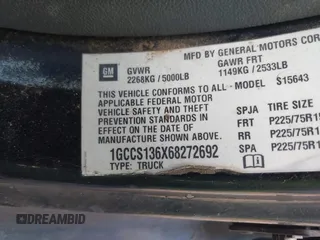 MFD BY GENERAL MOTORS CORP
GM GVWR GAWR FRT
2268KG/5000LB 1149KG/2533LB
THIS VEHICLE CONFORMS TO ALL MODEL: S15643
APPLICABLE U.S. FEDERAL MOTOR SPJA TIRE SIZE
VEHICLE SAFETY AND THEFT FRT P225/75R15
PREVENTION STANDARDS IN RR P225/75R1
EFFECT ON THE DATE OF SPA P225/75R1
MANUFACTURE SHOWN ABOVE.
1GCCS136X68272692
TYPE: TRUCK
DREAMBID